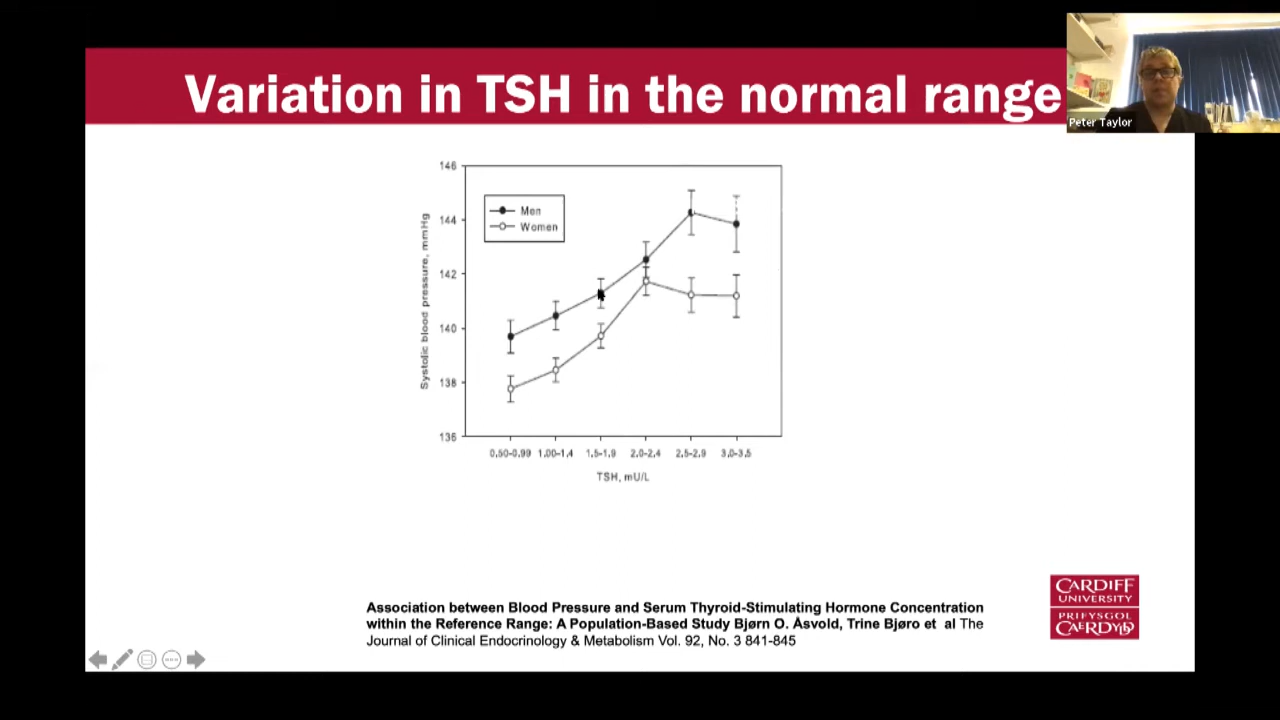 Variation in TSH in the normal range
Peter Taylor
146
144
142
140
138
136
Systolic blood pressure, mmHg
Men
Women
0.50-0.99 1.00-1.4 1.5-1.9 2.0-2.4 2.5-2.9 3.0-3.5
TSH, mU/L
Association between Blood Pressure and Serum Thyroid-Stimulating Hormone Concentration
within the Reference Range: A Population-Based Study Bjørn O. Åsvold, Trine Bjøro et al The
Journal of Clinical Endocrinology & Metabolism Vol. 92, No. 3 841-845
CARDIFF
UNIVERSITY
PRIFYSGOL
CAERDYDD